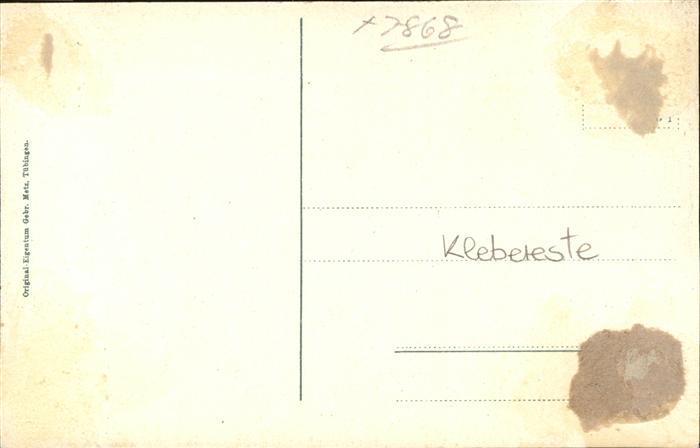 +7868
Klebereste
Original-Eigentum Gebr. Metz, Tübingen.